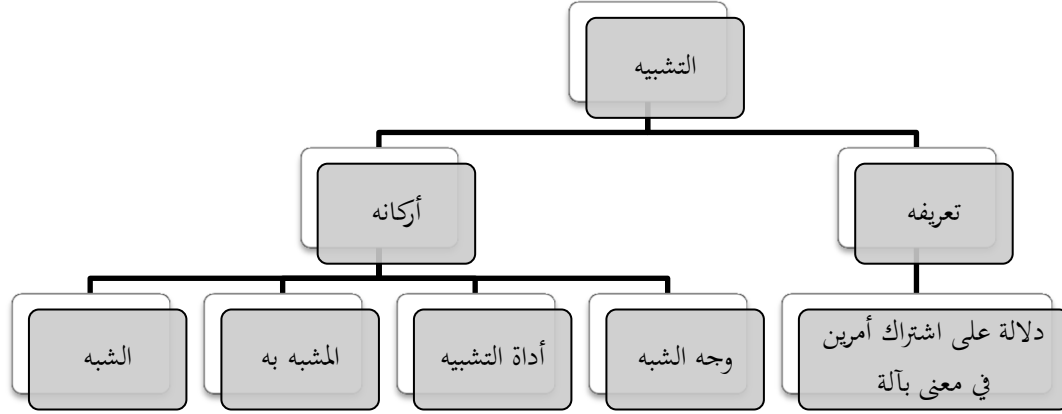 التشبيه
تعريفه
أركانه
دلالة على اشتراك أمرين
في معنى بآلة
وجه الشبه
أداة التشبيه
المشبه به
الشبه